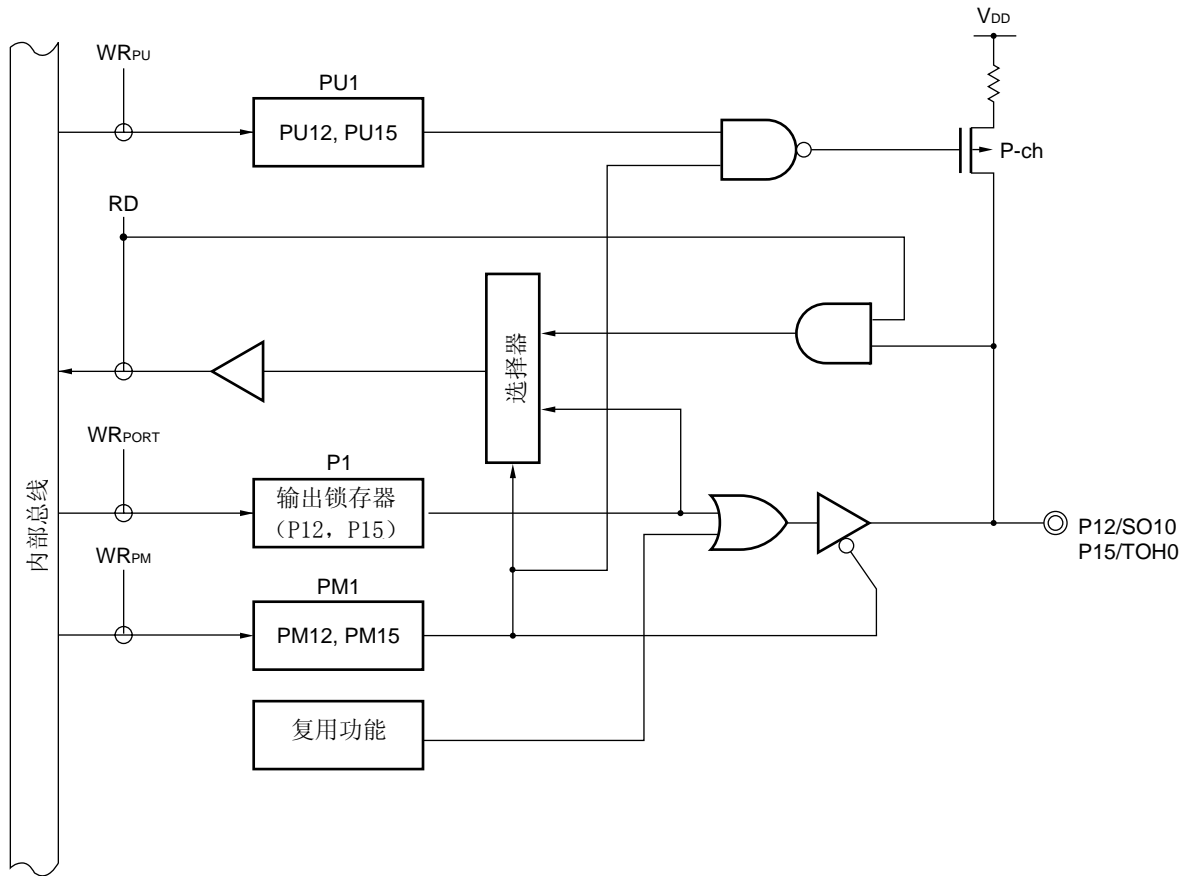 VDD
WRPU
PU1
PU12, PU15
P-ch
RD
选择器
WRPORT
P1
输出锁存器
（P12，P15）
内部总线
P12/SO10
P15/TOH0
WRPM
PM1
PM12, PM15
复用功能